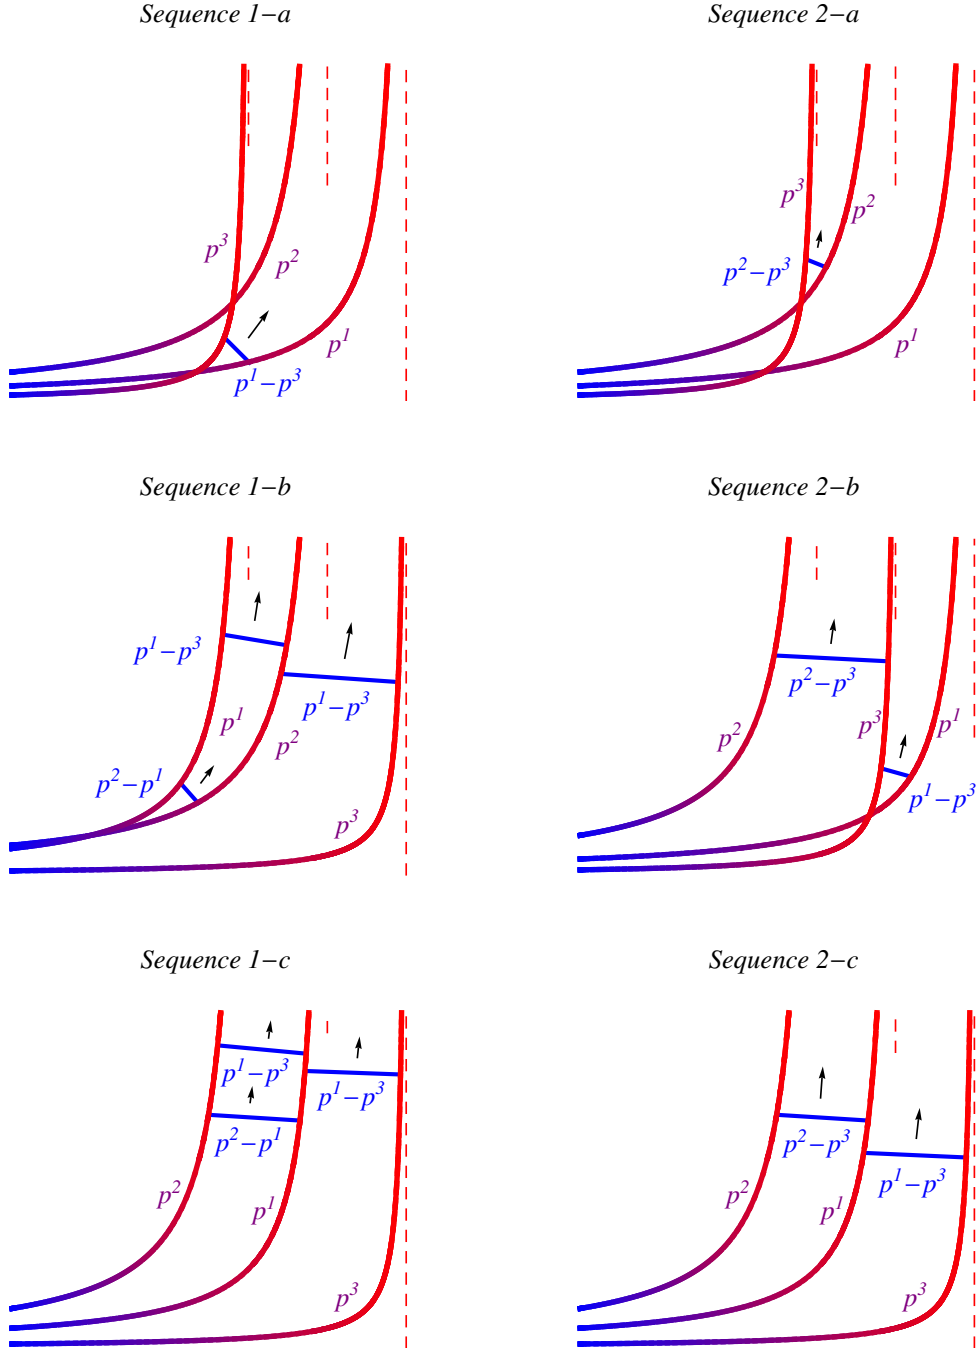 Sequence 1−a
p³
p²
p¹
p¹−p³
Sequence 2−a
p³
p²
p²−p³
p¹
Sequence 1−b
p¹−p³
p¹−p³
p¹
p²
p²−p¹
p³
Sequence 2−b
p²−p³
p²
p³
p¹
p¹−p³
Sequence 1−c
p¹−p³
p¹−p³
p²−p¹
p²
p¹
p³
Sequence 2−c
p²−p³
p¹−p³
p²
p¹
p³